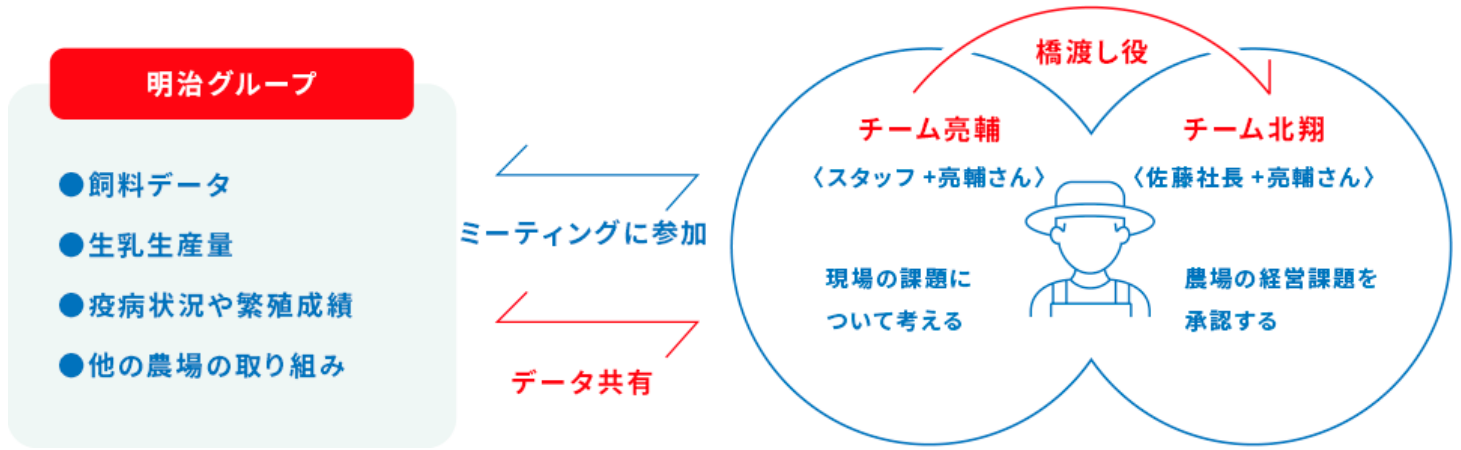 明治グループ
●飼料データ
●生乳生産量
●疫病状況や繁殖成績
●他の農場の取り組み
ミーティングに参加
データ共有
橋渡し役
チーム亮輔
〈スタッフ+亮輔さん〉
現場の課題に
ついて考える
チーム北翔
〈佐藤社長+亮輔さん〉
農場の経営課題を
承認する